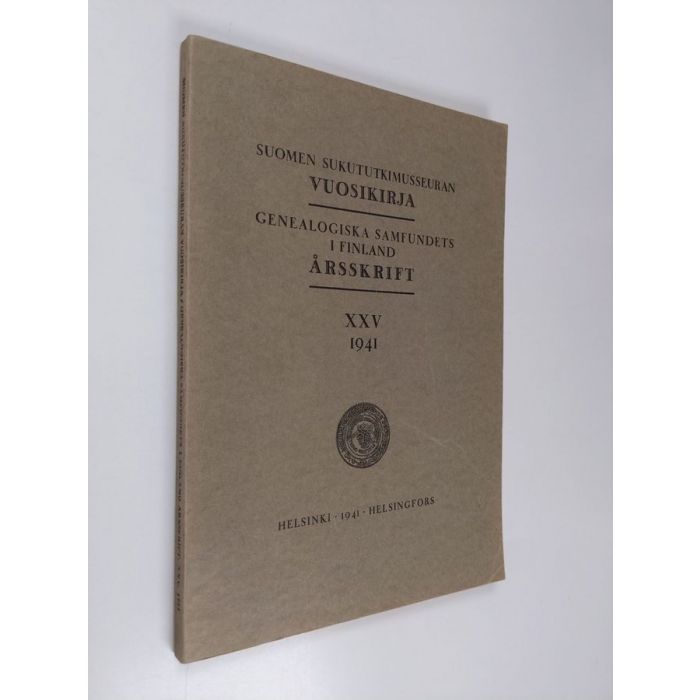 SUOMEN SUKUTUTKIMUSSEURAN
VUOSIKIRJA
GENEALOGISKA SAMFUNDETS
I FINLAND
ÅRSSKRIFT
XXV
1941
HELSINKI · 1941 · HELSINGFORS